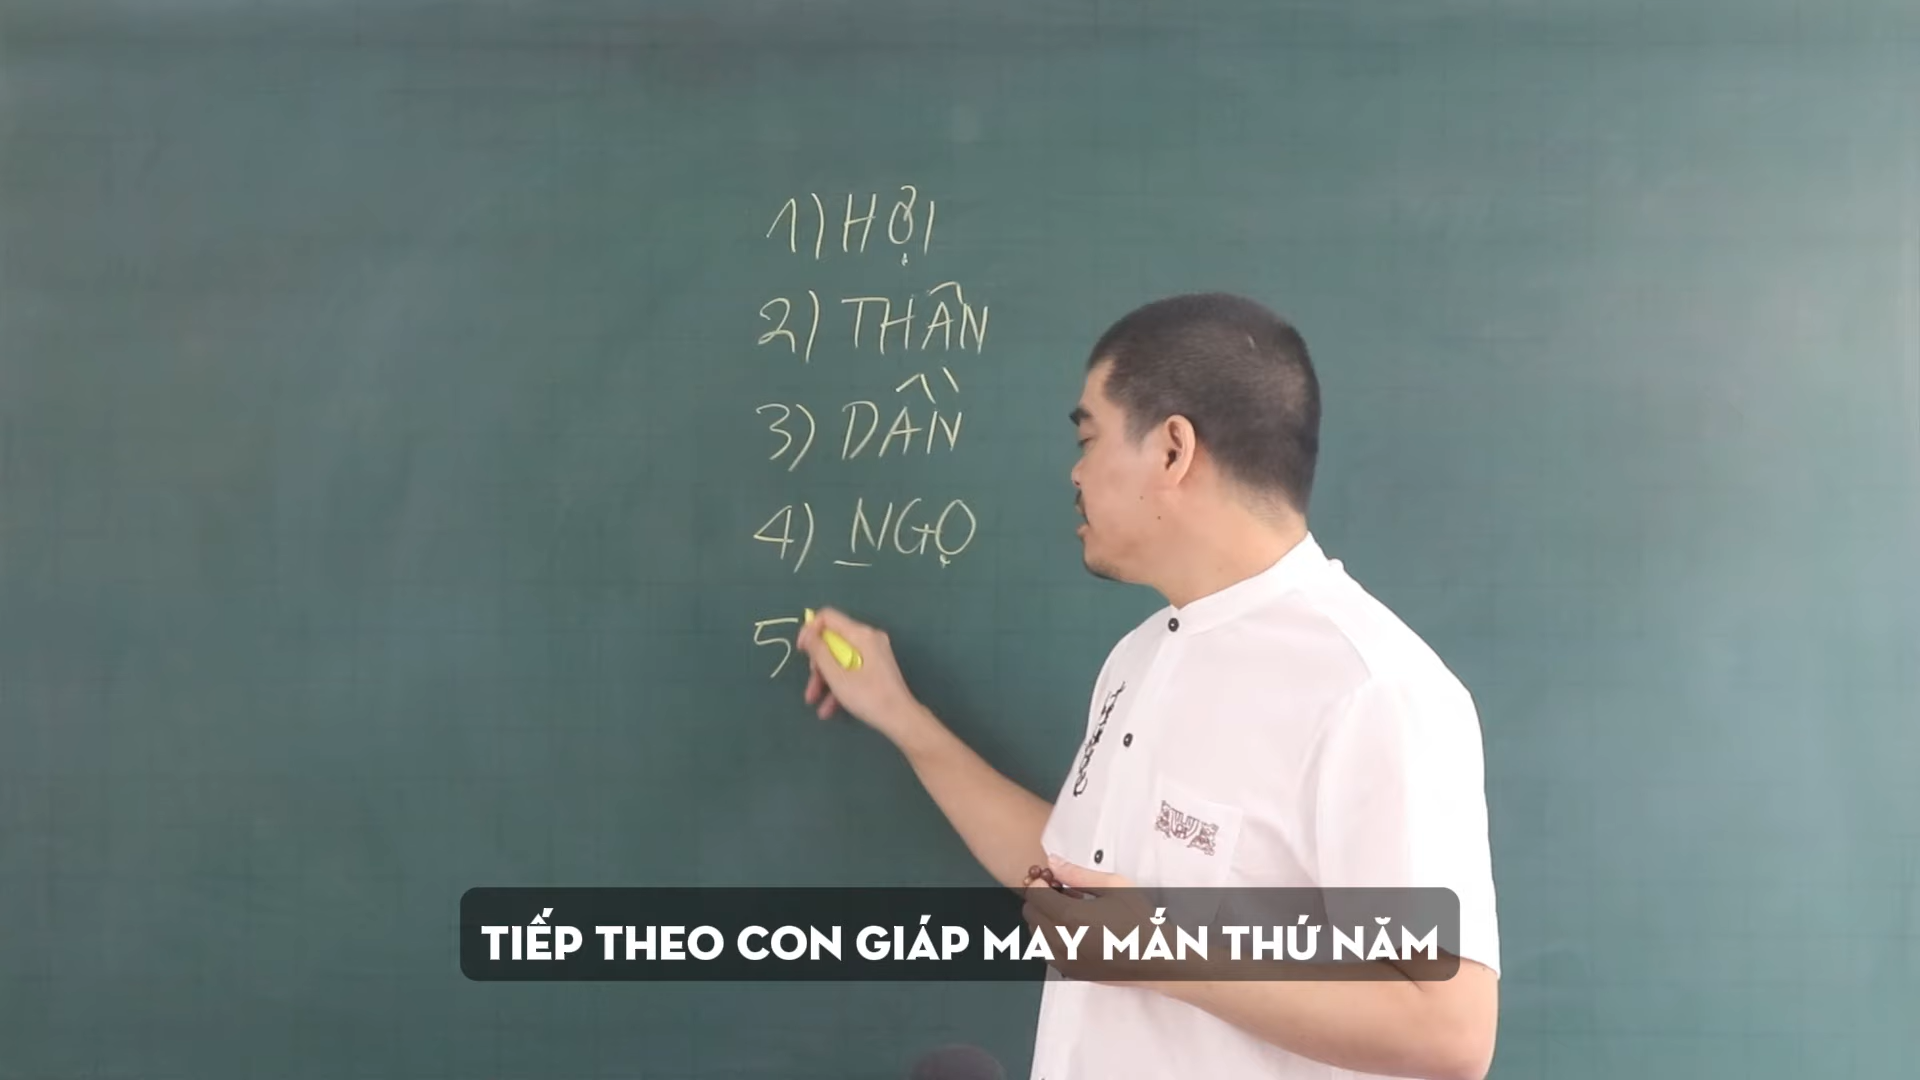 1) HỢI
2) THÂN
3) DẦN
4) NGỌ
5
TIẾP THEO CON GIÁP MAY MẮN THỨ NĂM